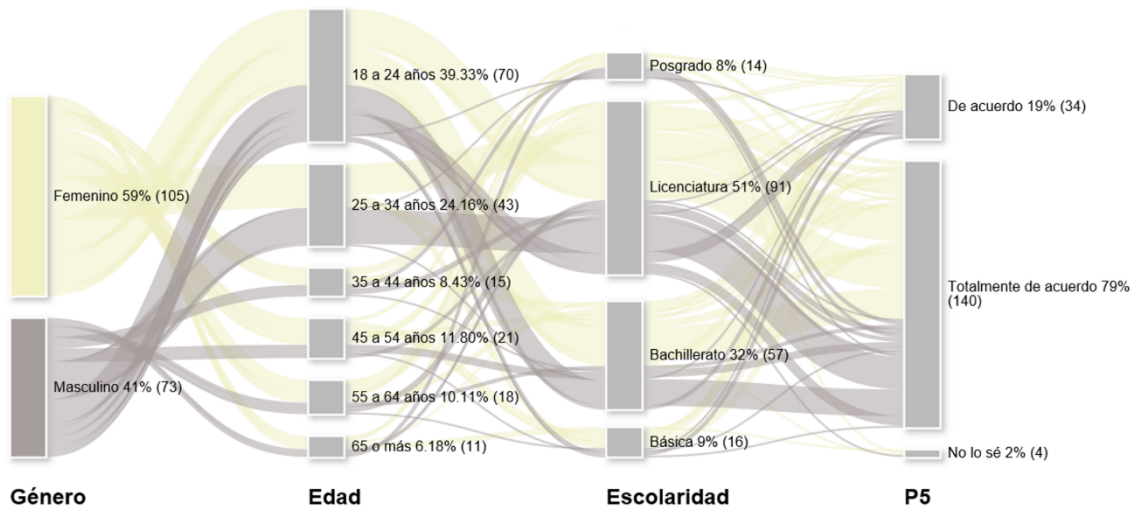 18 a 24 años 39.33% (70)
Posgrado 8% (14)
De acuerdo 19% (34)
Femenino 59% (105)
25 a 34 años 24.16% (43)
Licenciatura 51% (91)
35 a 44 años 8.43% (15)
Totalmente de acuerdo 79%
(140)
45 a 54 años 11.80% (21)
Bachillerato 32% (57)
Masculino 41% (73)
55 a 64 años 10.11% (18)
65 o más 6.18% (11)
Básica 9% (16)
No lo sé 2% (4)
Género
Edad
Escolaridad
P5